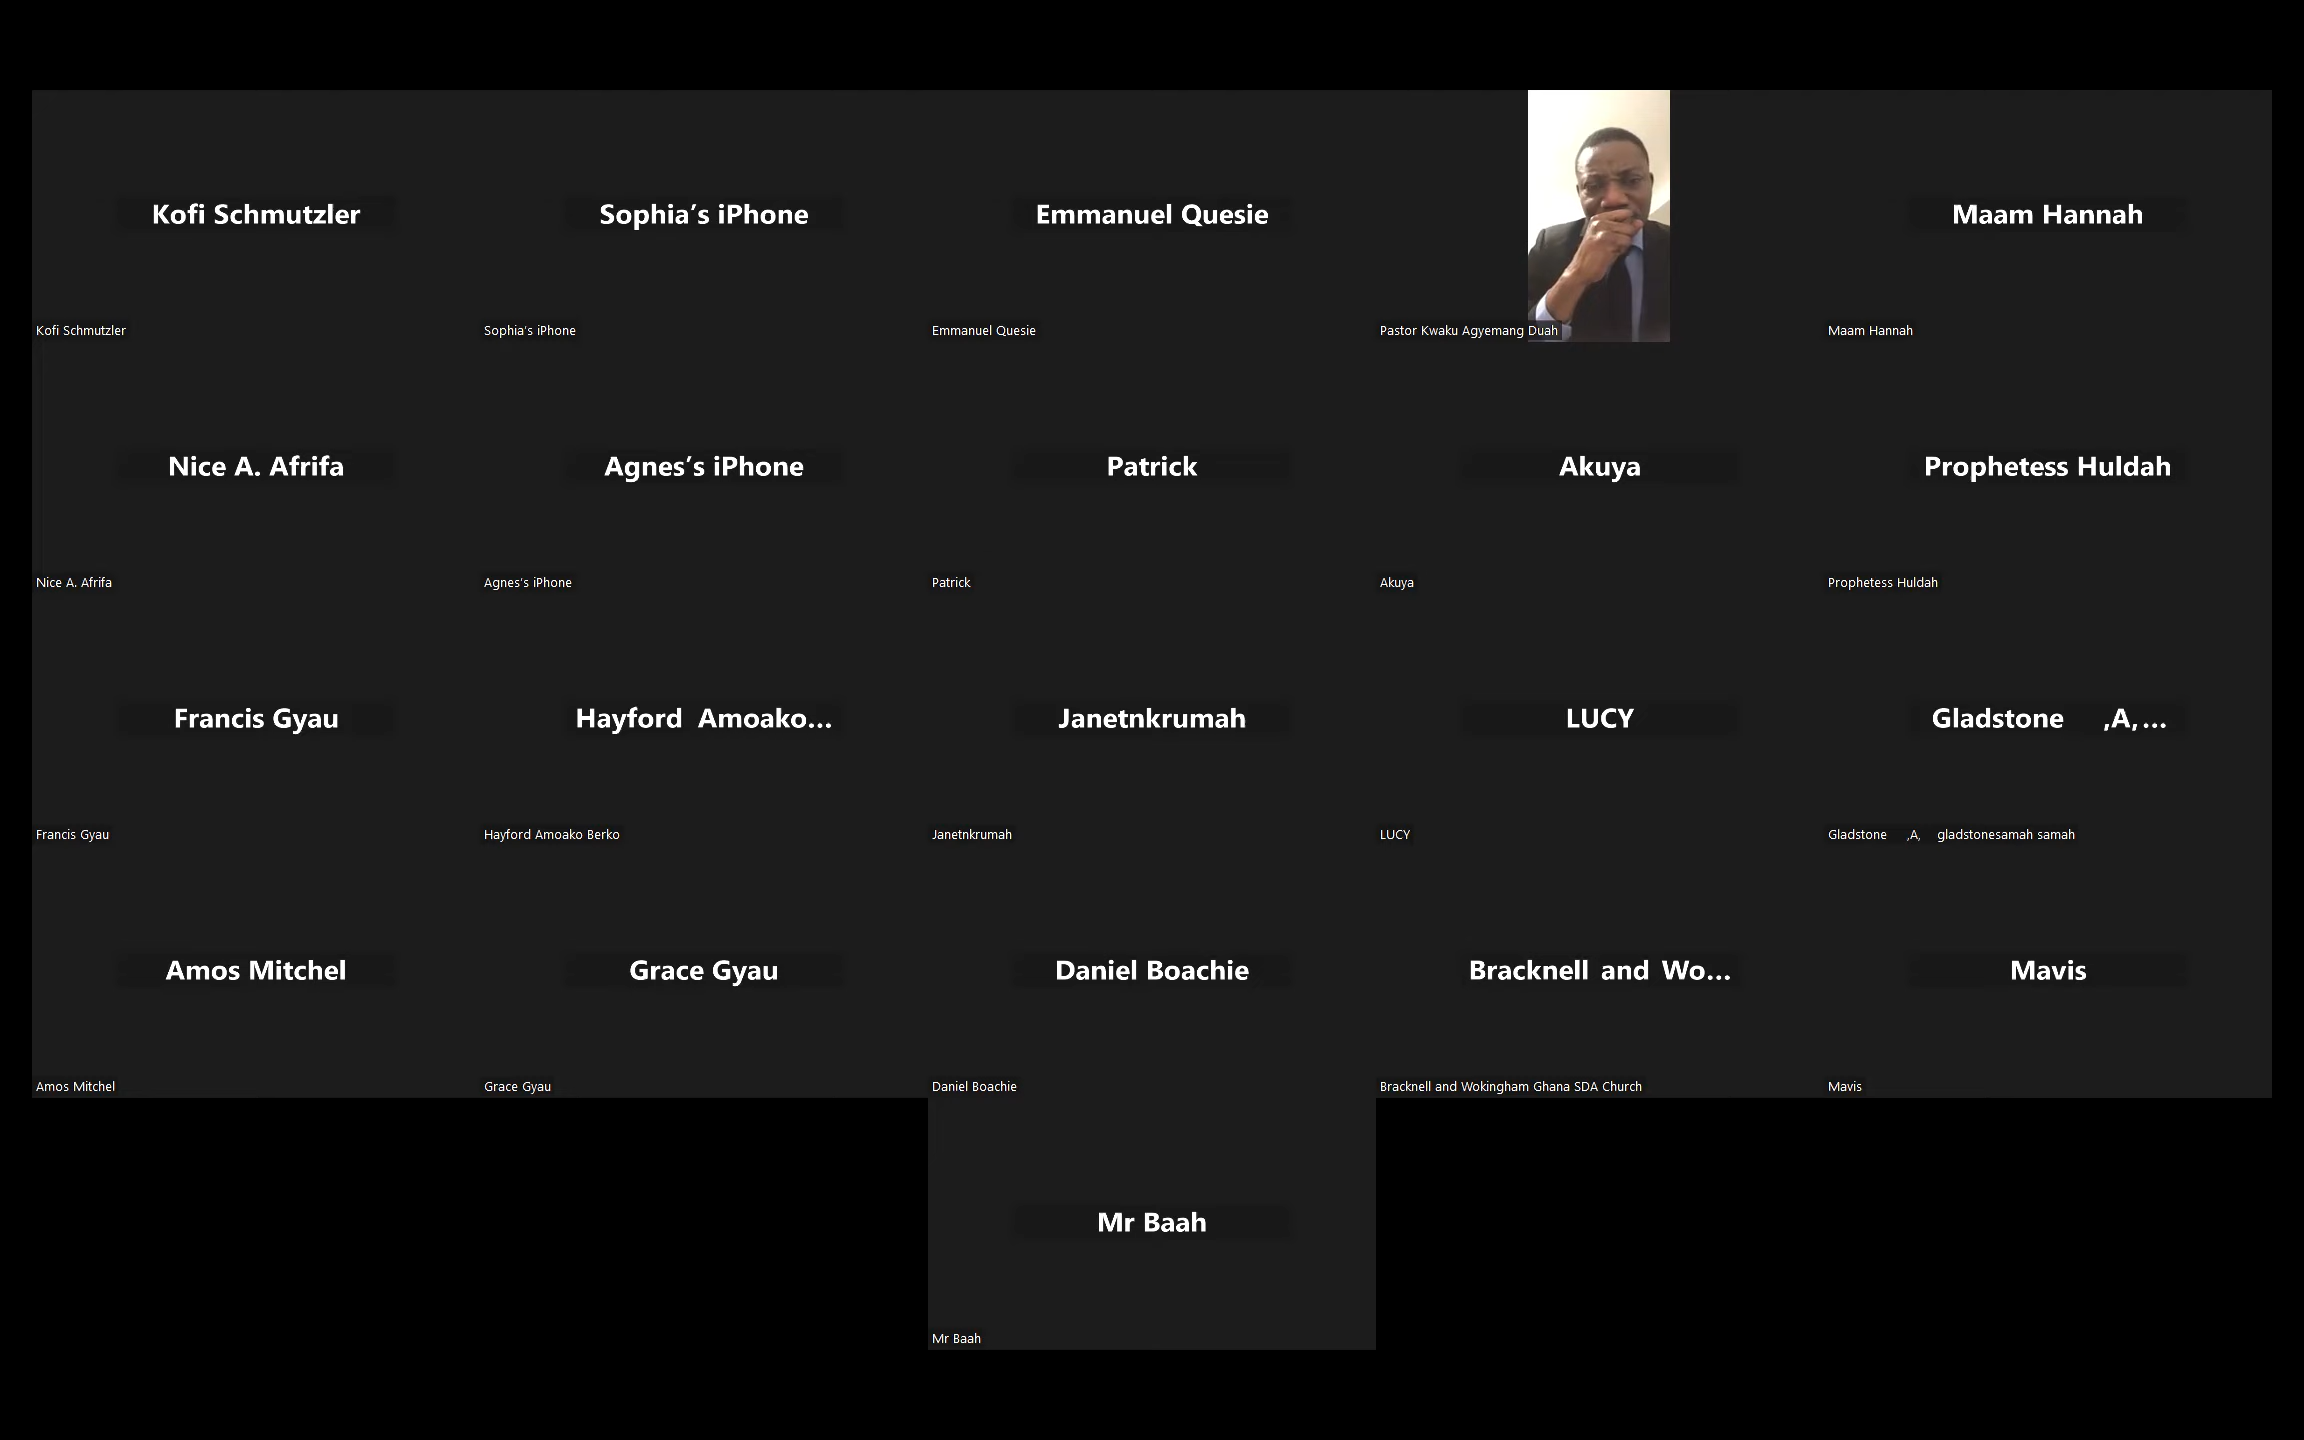 Kofi Schmutzler
Kofi Schmutzler
Sophia's iPhone
Sophia's iPhone
Emmanuel Quesie
Emmanuel Quesie
Pastor Kwaku Agyemang Duah
Maam Hannah
Maam Hannah
Nice A. Afrifa
Nice A. Afrifa
Agnes's iPhone
Agnes's iPhone
Patrick
Patrick
Akuya
Akuya
Prophetess Huldah
Prophetess Huldah
Francis Gyau
Francis Gyau
Hayford Amoako...
Hayford Amoako Berko
Janetnkrumah
Janetnkrumah
LUCY
LUCY
Gladstone ,A,...
Gladstone ,A, gladstonesamah samah
Amos Mitchel
Amos Mitchel
Grace Gyau
Grace Gyau
Daniel Boachie
Daniel Boachie
Bracknell and Wo...
Bracknell and Wokingham Ghana SDA Church
Mavis
Mavis
Mr Baah
Mr Baah